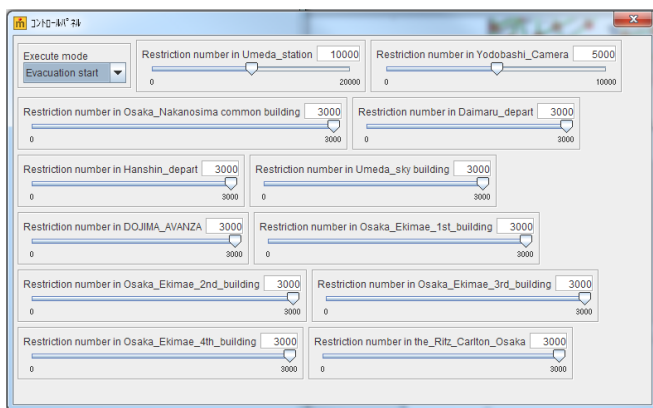 コントロールパネル
Execute mode
Evacuation start
Restriction number in Umeda_station 10000
0 20000
Restriction number in Yodobashi_Camera 5000
0 10000
Restriction number in Osaka_Nakanosima common building 3000
0 3000
Restriction number in Daimaru_depart 3000
0 3000
Restriction number in Hanshin_depart 3000
0 3000
Restriction number in Umeda_sky building 3000
0 3000
Restriction number in DOJIMA_AVANZA 3000
0 3000
Restriction number in Osaka_Ekimae_1st_building 3000
0 3000
Restriction number in Osaka_Ekimae_2nd_building 3000
0 3000
Restriction number in Osaka_Ekimae_3rd_building 3000
0 3000
Restriction number in Osaka_Ekimae_4th_building 3000
0 3000
Restriction number in the_Ritz_Carlton_Osaka 3000
0 3000